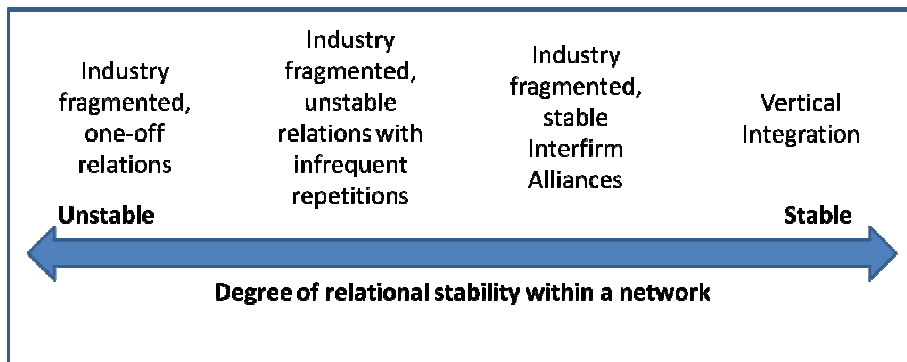 Industry
fragmented,
one-off
relations
Industry
fragmented,
unstable
relations with
infrequent
repetitions
Industry
fragmented,
stable
Interfirm
Alliances
Vertical
Integration
Unstable
Stable
Degree of relational stability within a network